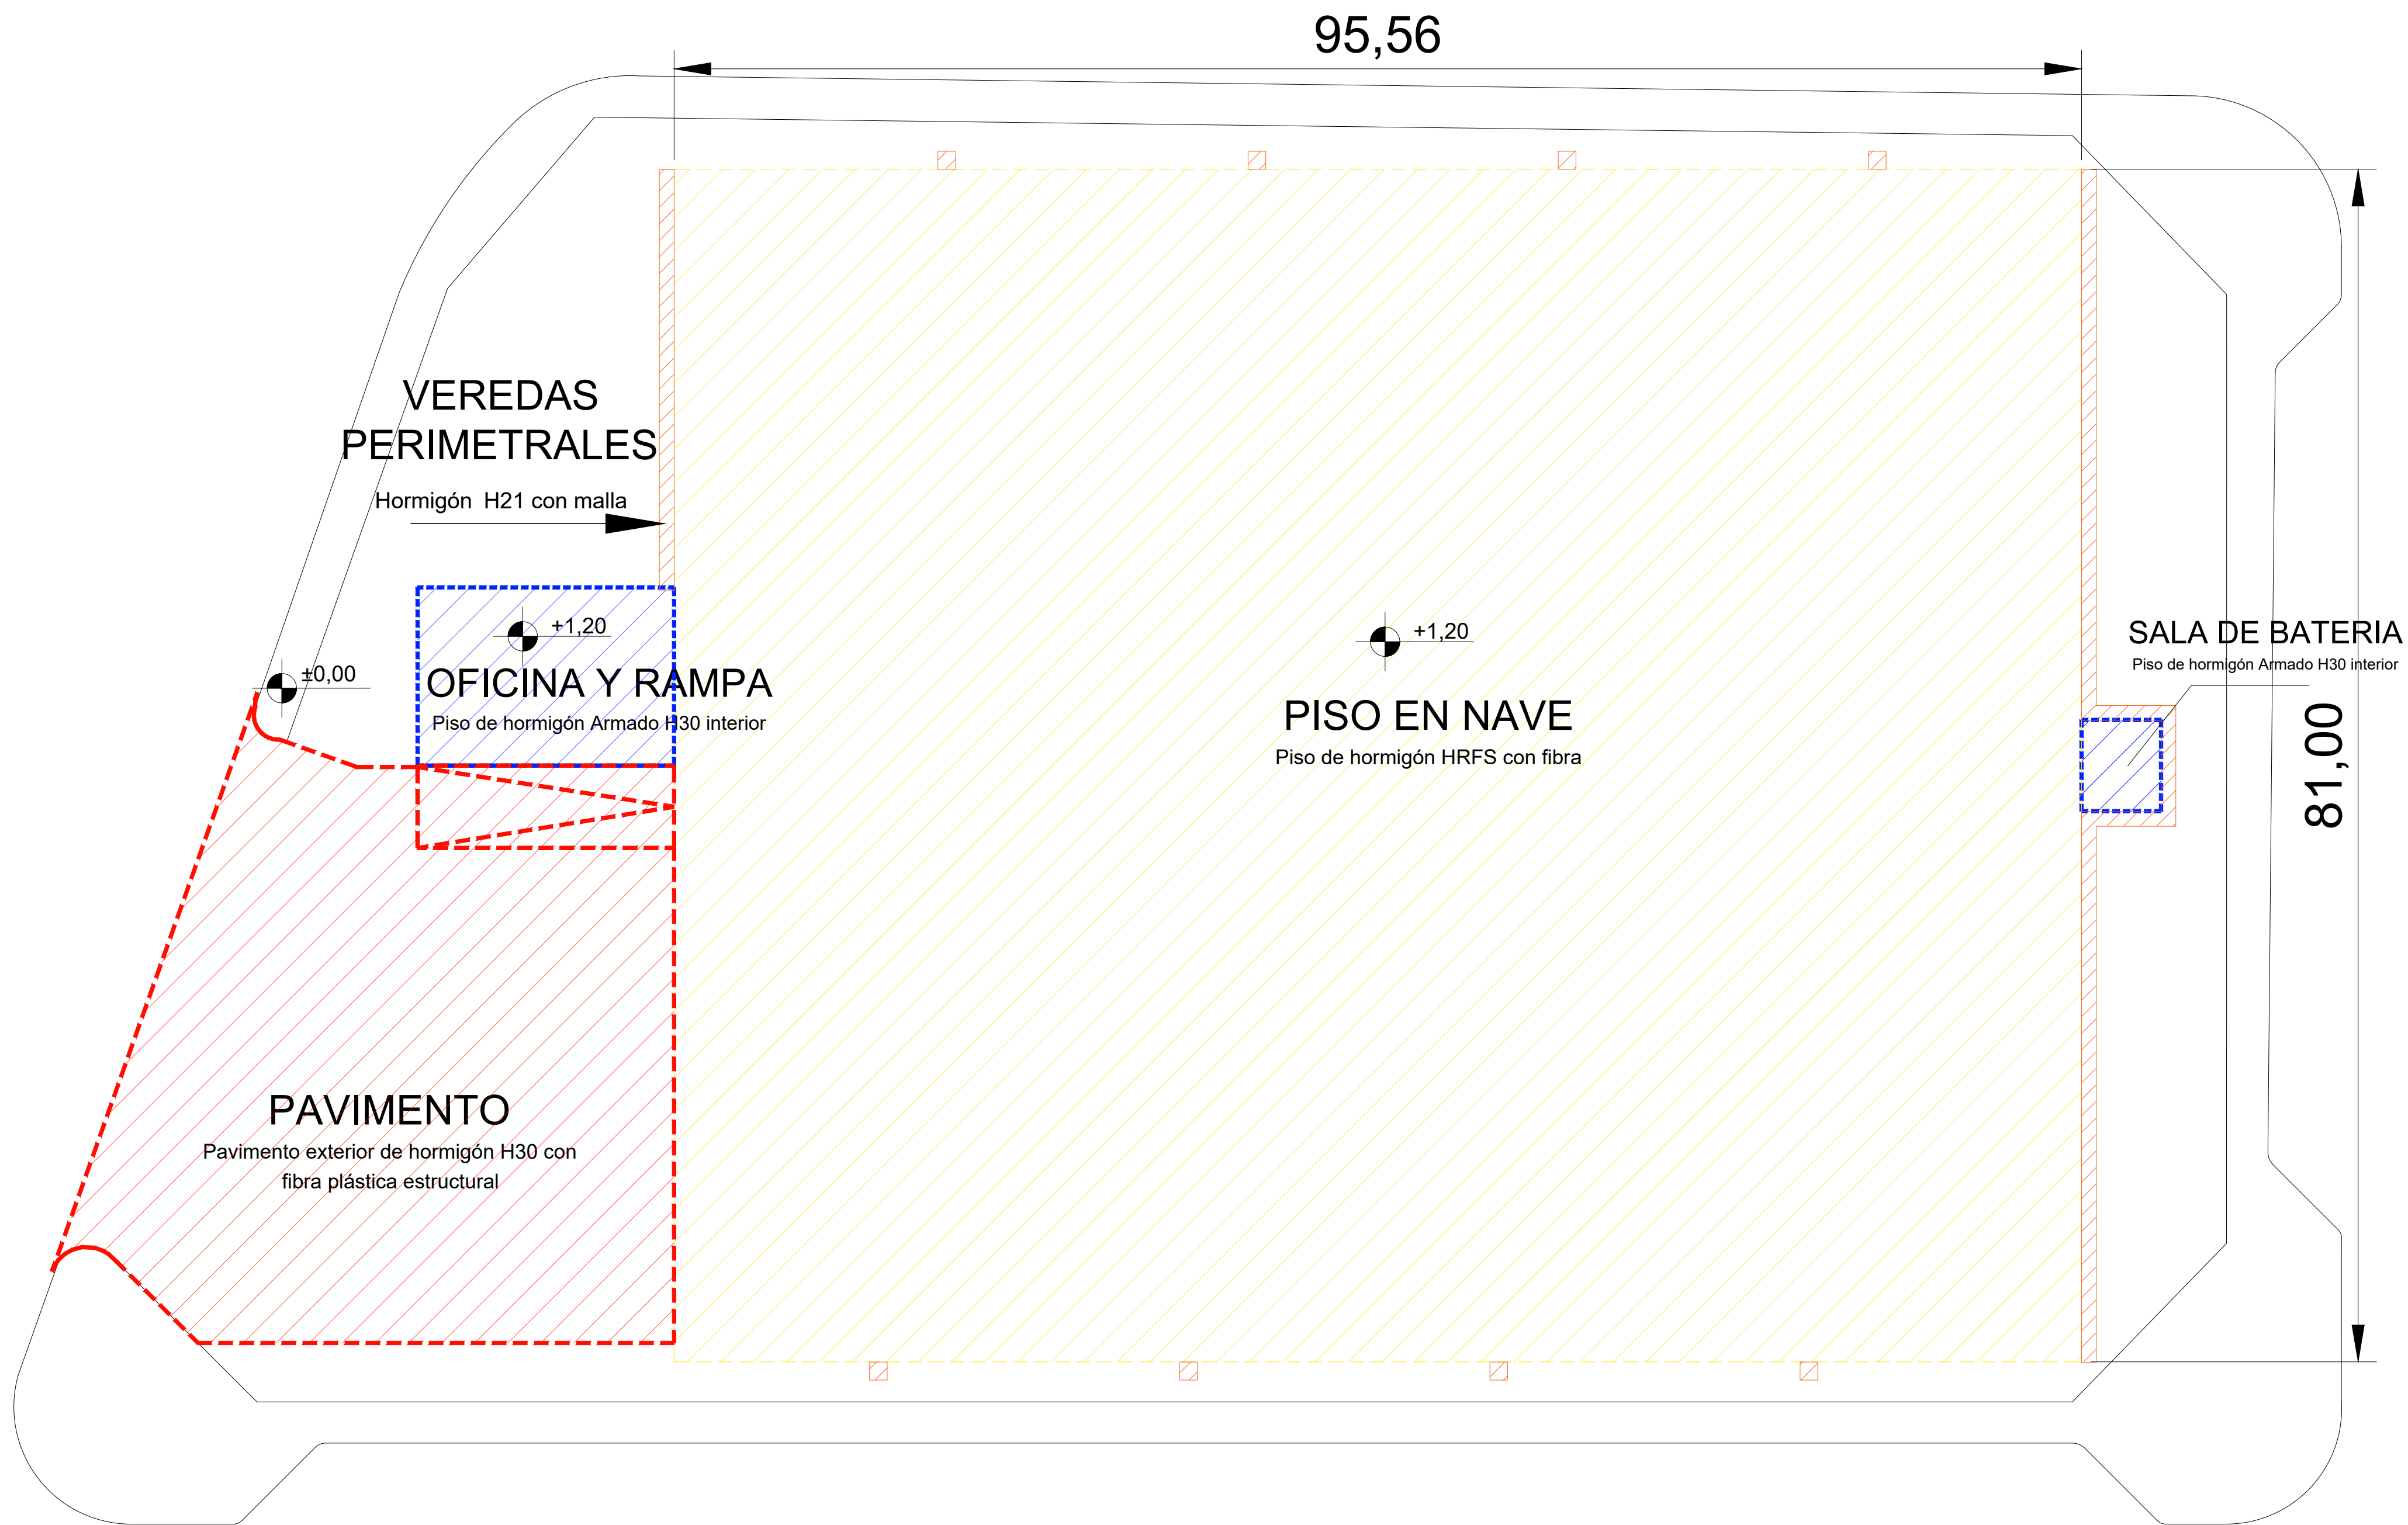 95,56
VEREDAS
PERIMETRALES
Hormigón H21 con malla
+1,20
±0,00
OFICINA Y RAMPA
Piso de hormigón Armado H30 interior
+1,20
PISO EN NAVE
Piso de hormigón HRFS con fibra
SALA DE BATERIA
Piso de hormigón Armado H30 interior
81,00
PAVIMENTO
Pavimento exterior de hormigón H30 con
fibra plástica estructural